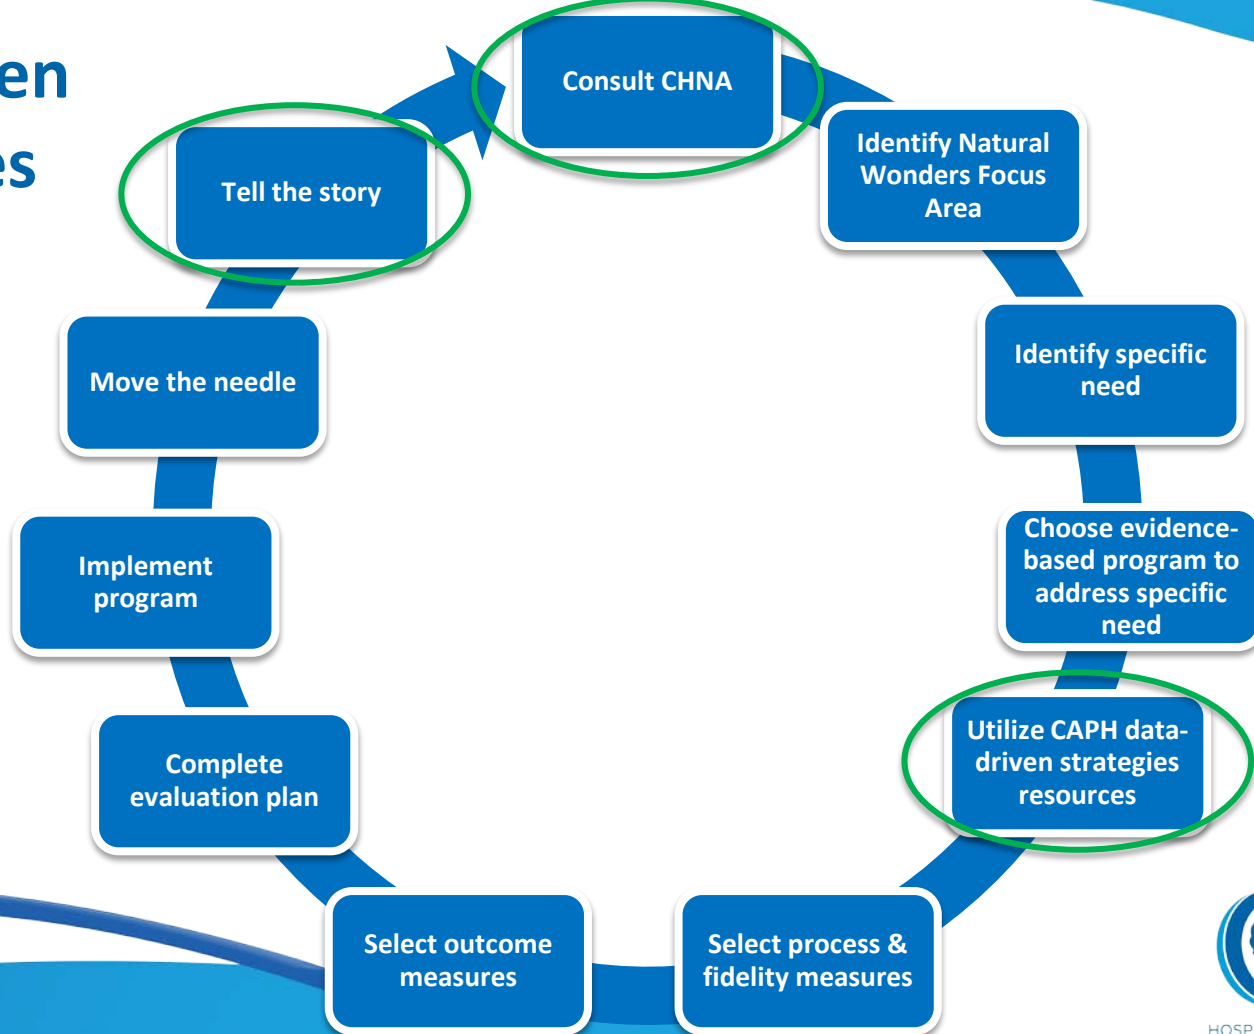 en
es
Consult CHNA
Identify Natural
Wonders Focus
Area
Identify specific
need
Choose evidence-
based program to
address specific
need
Utilize CAPH data-
driven strategies
resources
Select process &
fidelity measures
Select outcome
measures
Complete
evaluation plan
Implement
program
Move the needle
Tell the story
HOSP